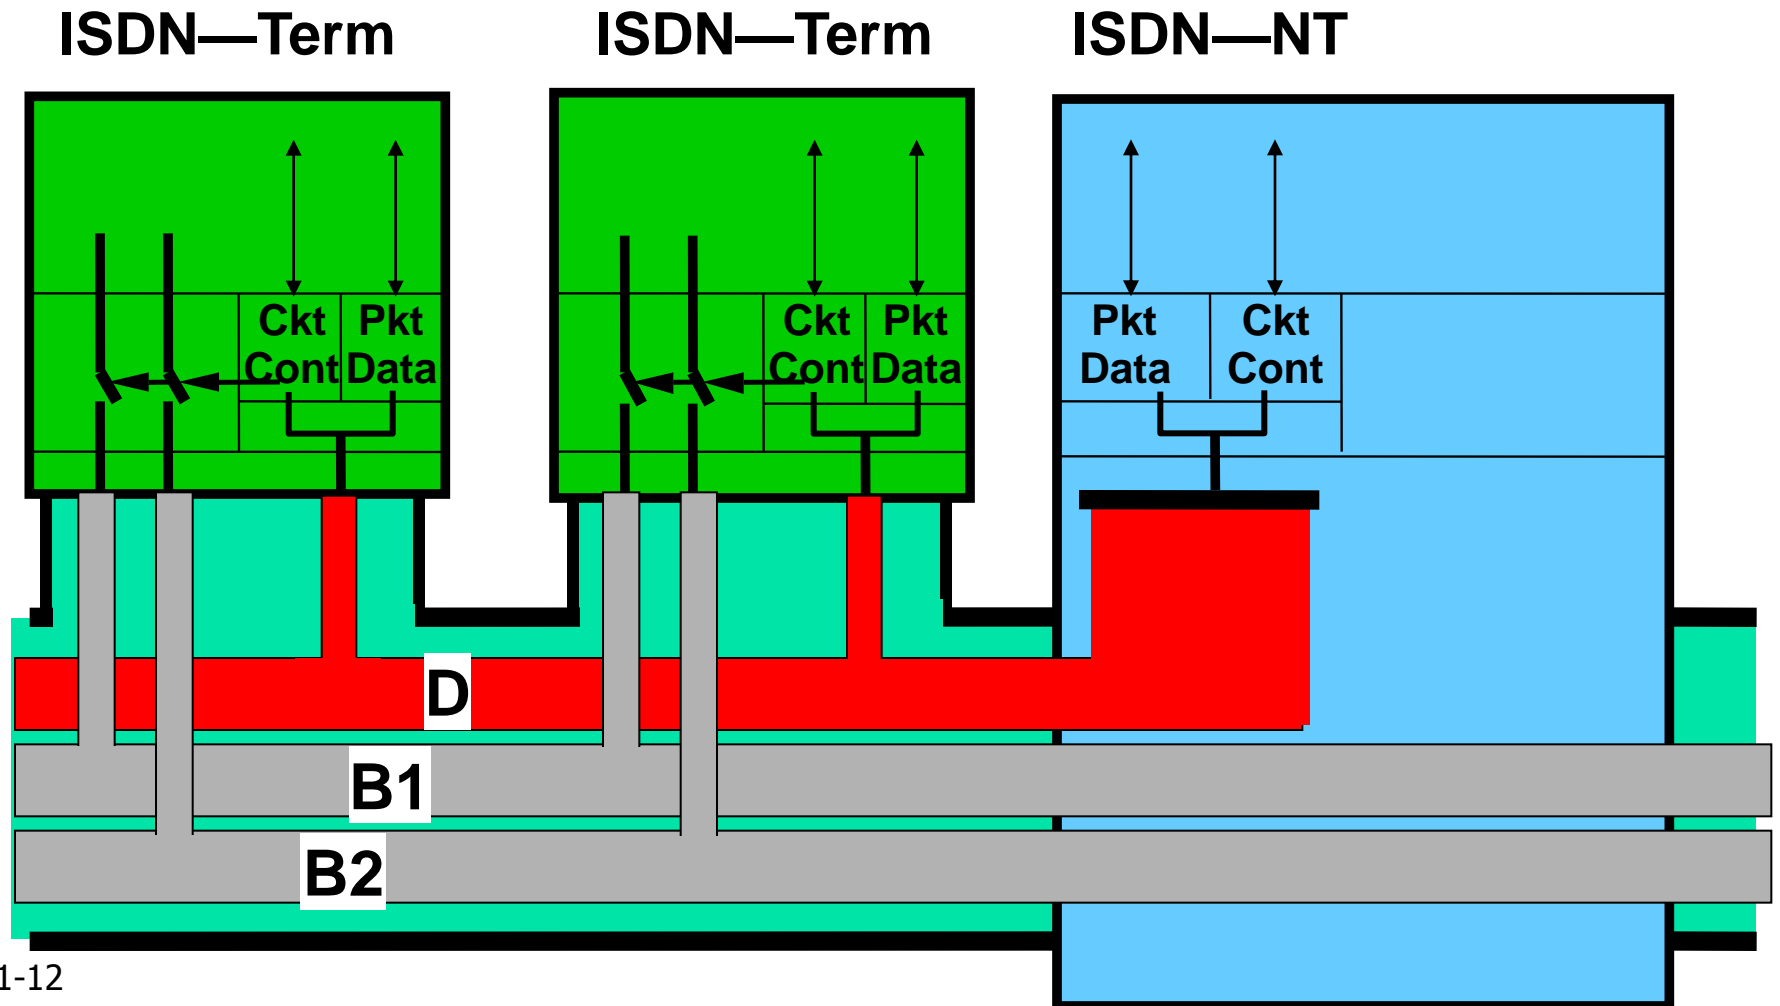 ISDN—Term
ISDN—Term
ISDN—NT
Ckt
Cont
Pkt
Data
Ckt
Cont
Pkt
Data
Pkt
Data
Ckt
Cont
D
B1
B2
1-12